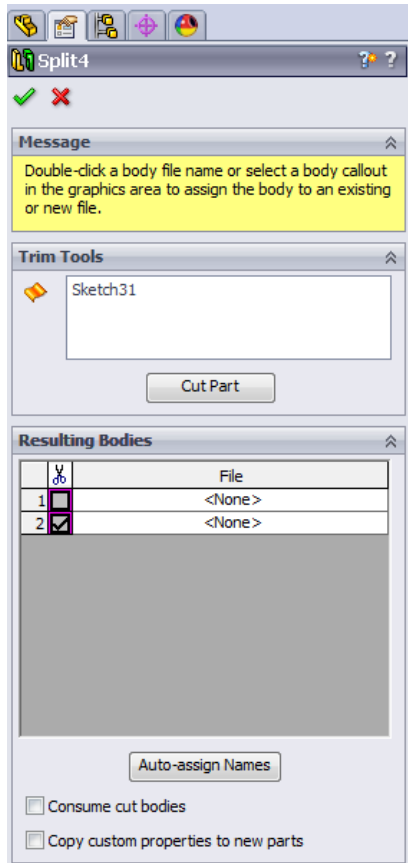 Split4
? ?
Message
Double-click a body file name or select a body callout
in the graphics area to assign the body to an existing
or new file.
Trim Tools
Sketch31
Cut Part
Resulting Bodies
File
1 <None>
2 <None>
Auto-assign Names
Consume cut bodies
Copy custom properties to new parts